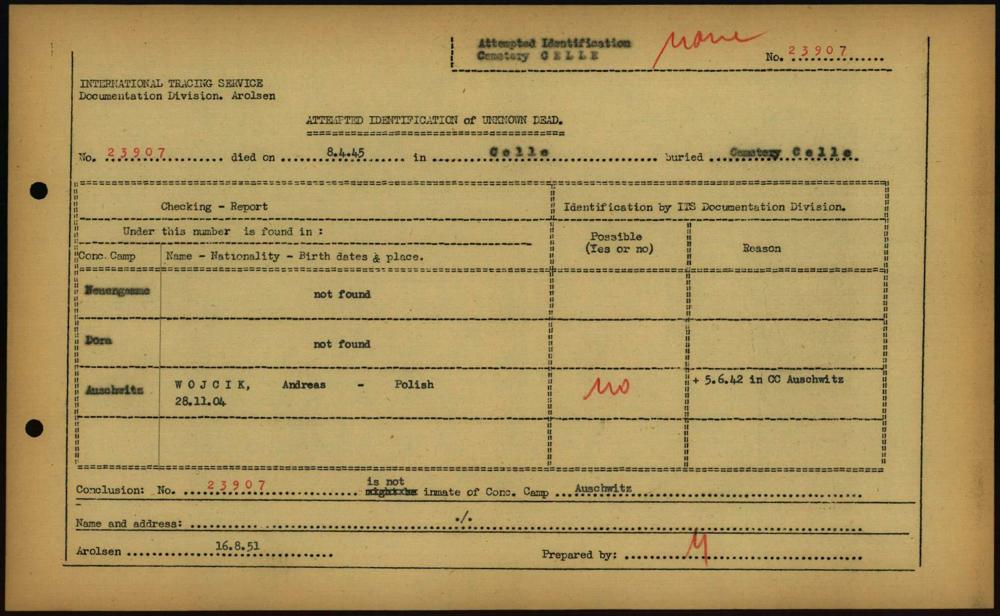 Attempted Identification
Cemetery C E L L E
none
No. 23907
INTERNATIONAL TRACING SERVICE
Documentation Division. Arolsen
ATTEMPTED IDENTIFICATION of UNKNOWN DEAD.
No. 23907 died on 8.4.45 in Celle buried Cemetery Celle
Checking - Report
Identification by ITS Documentation Division.
Under this number is found in :
Possible
(Yes or no)
Reason
Conc. Camp
Name - Nationality - Birth dates & place.
Neuengamme
not found
Dora
not found
Auschwitz
W O J C I K, Andreas - Polish
28.11.04
no
+ 5.6.42 in CC Auschwitz
Conclusion: No. 23907 is not inmate of Conc. Camp Auschwitz
Name and address: ./.
Arolsen 16.8.51
Prepared by: